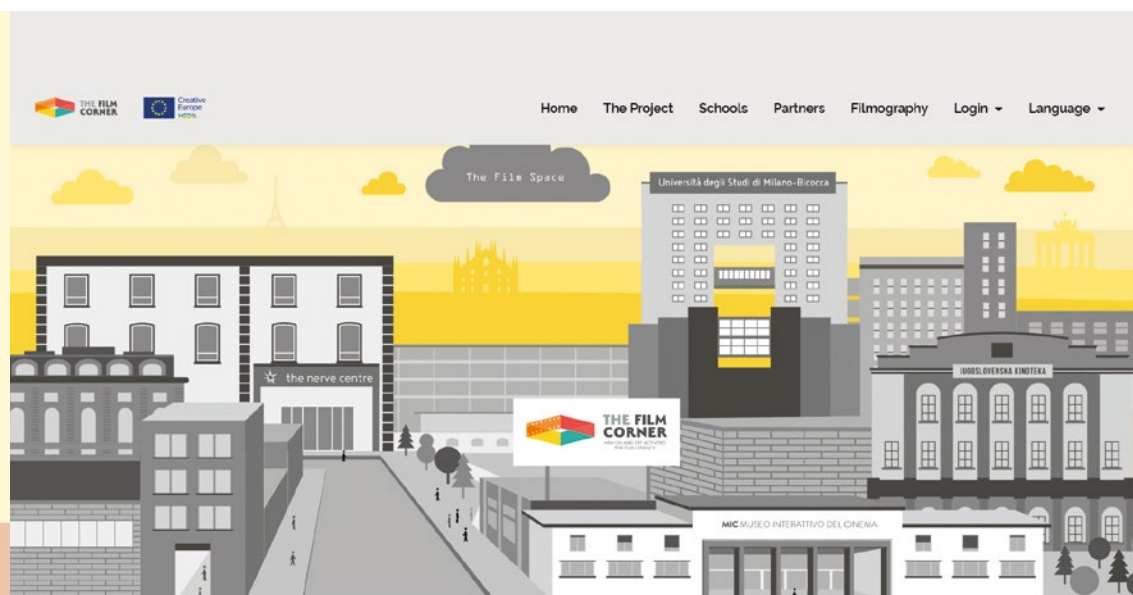 THE FILM
CORNER
Creative
Europe
MEDIA
Home The Project Schools Partners Filmography Login Language
The Film Space
Università degli Studi di Milano-Bicocca
the nerve centre
JUGOSLOVENSKA KINOTEKA
THE FILM
CORNER
MIC MUSEO INTERATTIVO DEL CINEMA